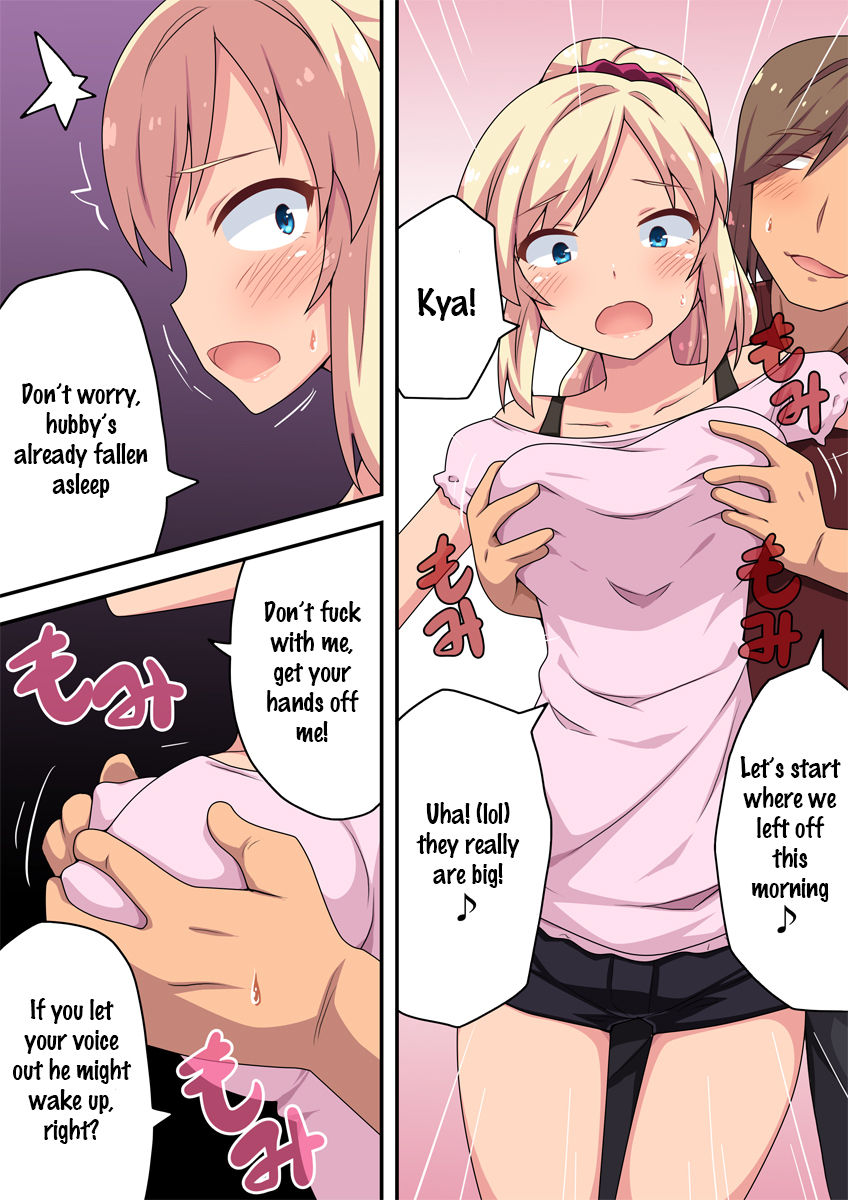 Kya!
もみ
もみ
もみ
Let's start
where we
left off
this
morning
♪
Uha! (lol)
they really
are big!
♪
Don't worry,
hubby's
already fallen
asleep
Don't fuck
with me,
get your
hands off
me!
もみ
If you let
your voice
out he might
wake up,
right?
もみ